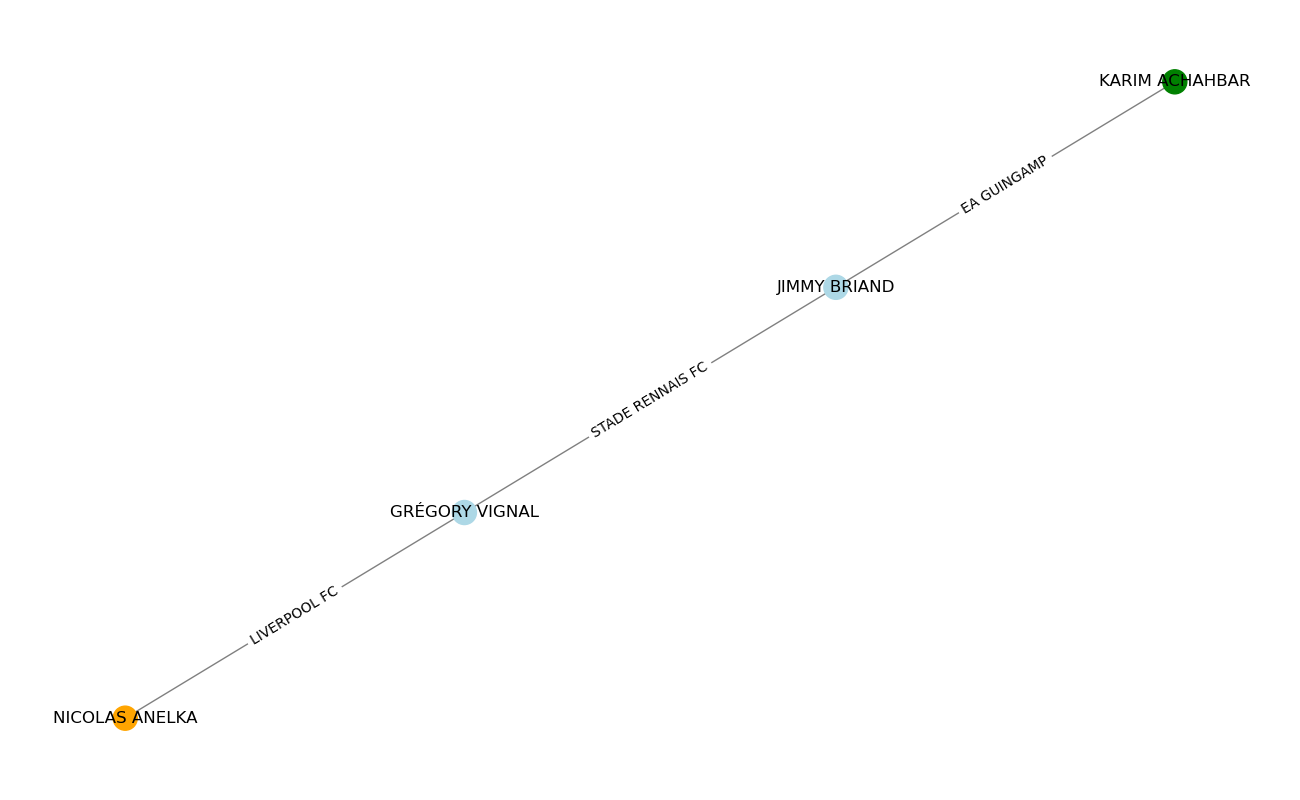 KARIM ACHAHBAR
EA GUINGAMP
JIMMY BRIAND
STADE RENNAIS FC
GRÉGORY VIGNAL
LIVERPOOL FC
NICOLAS ANELKA